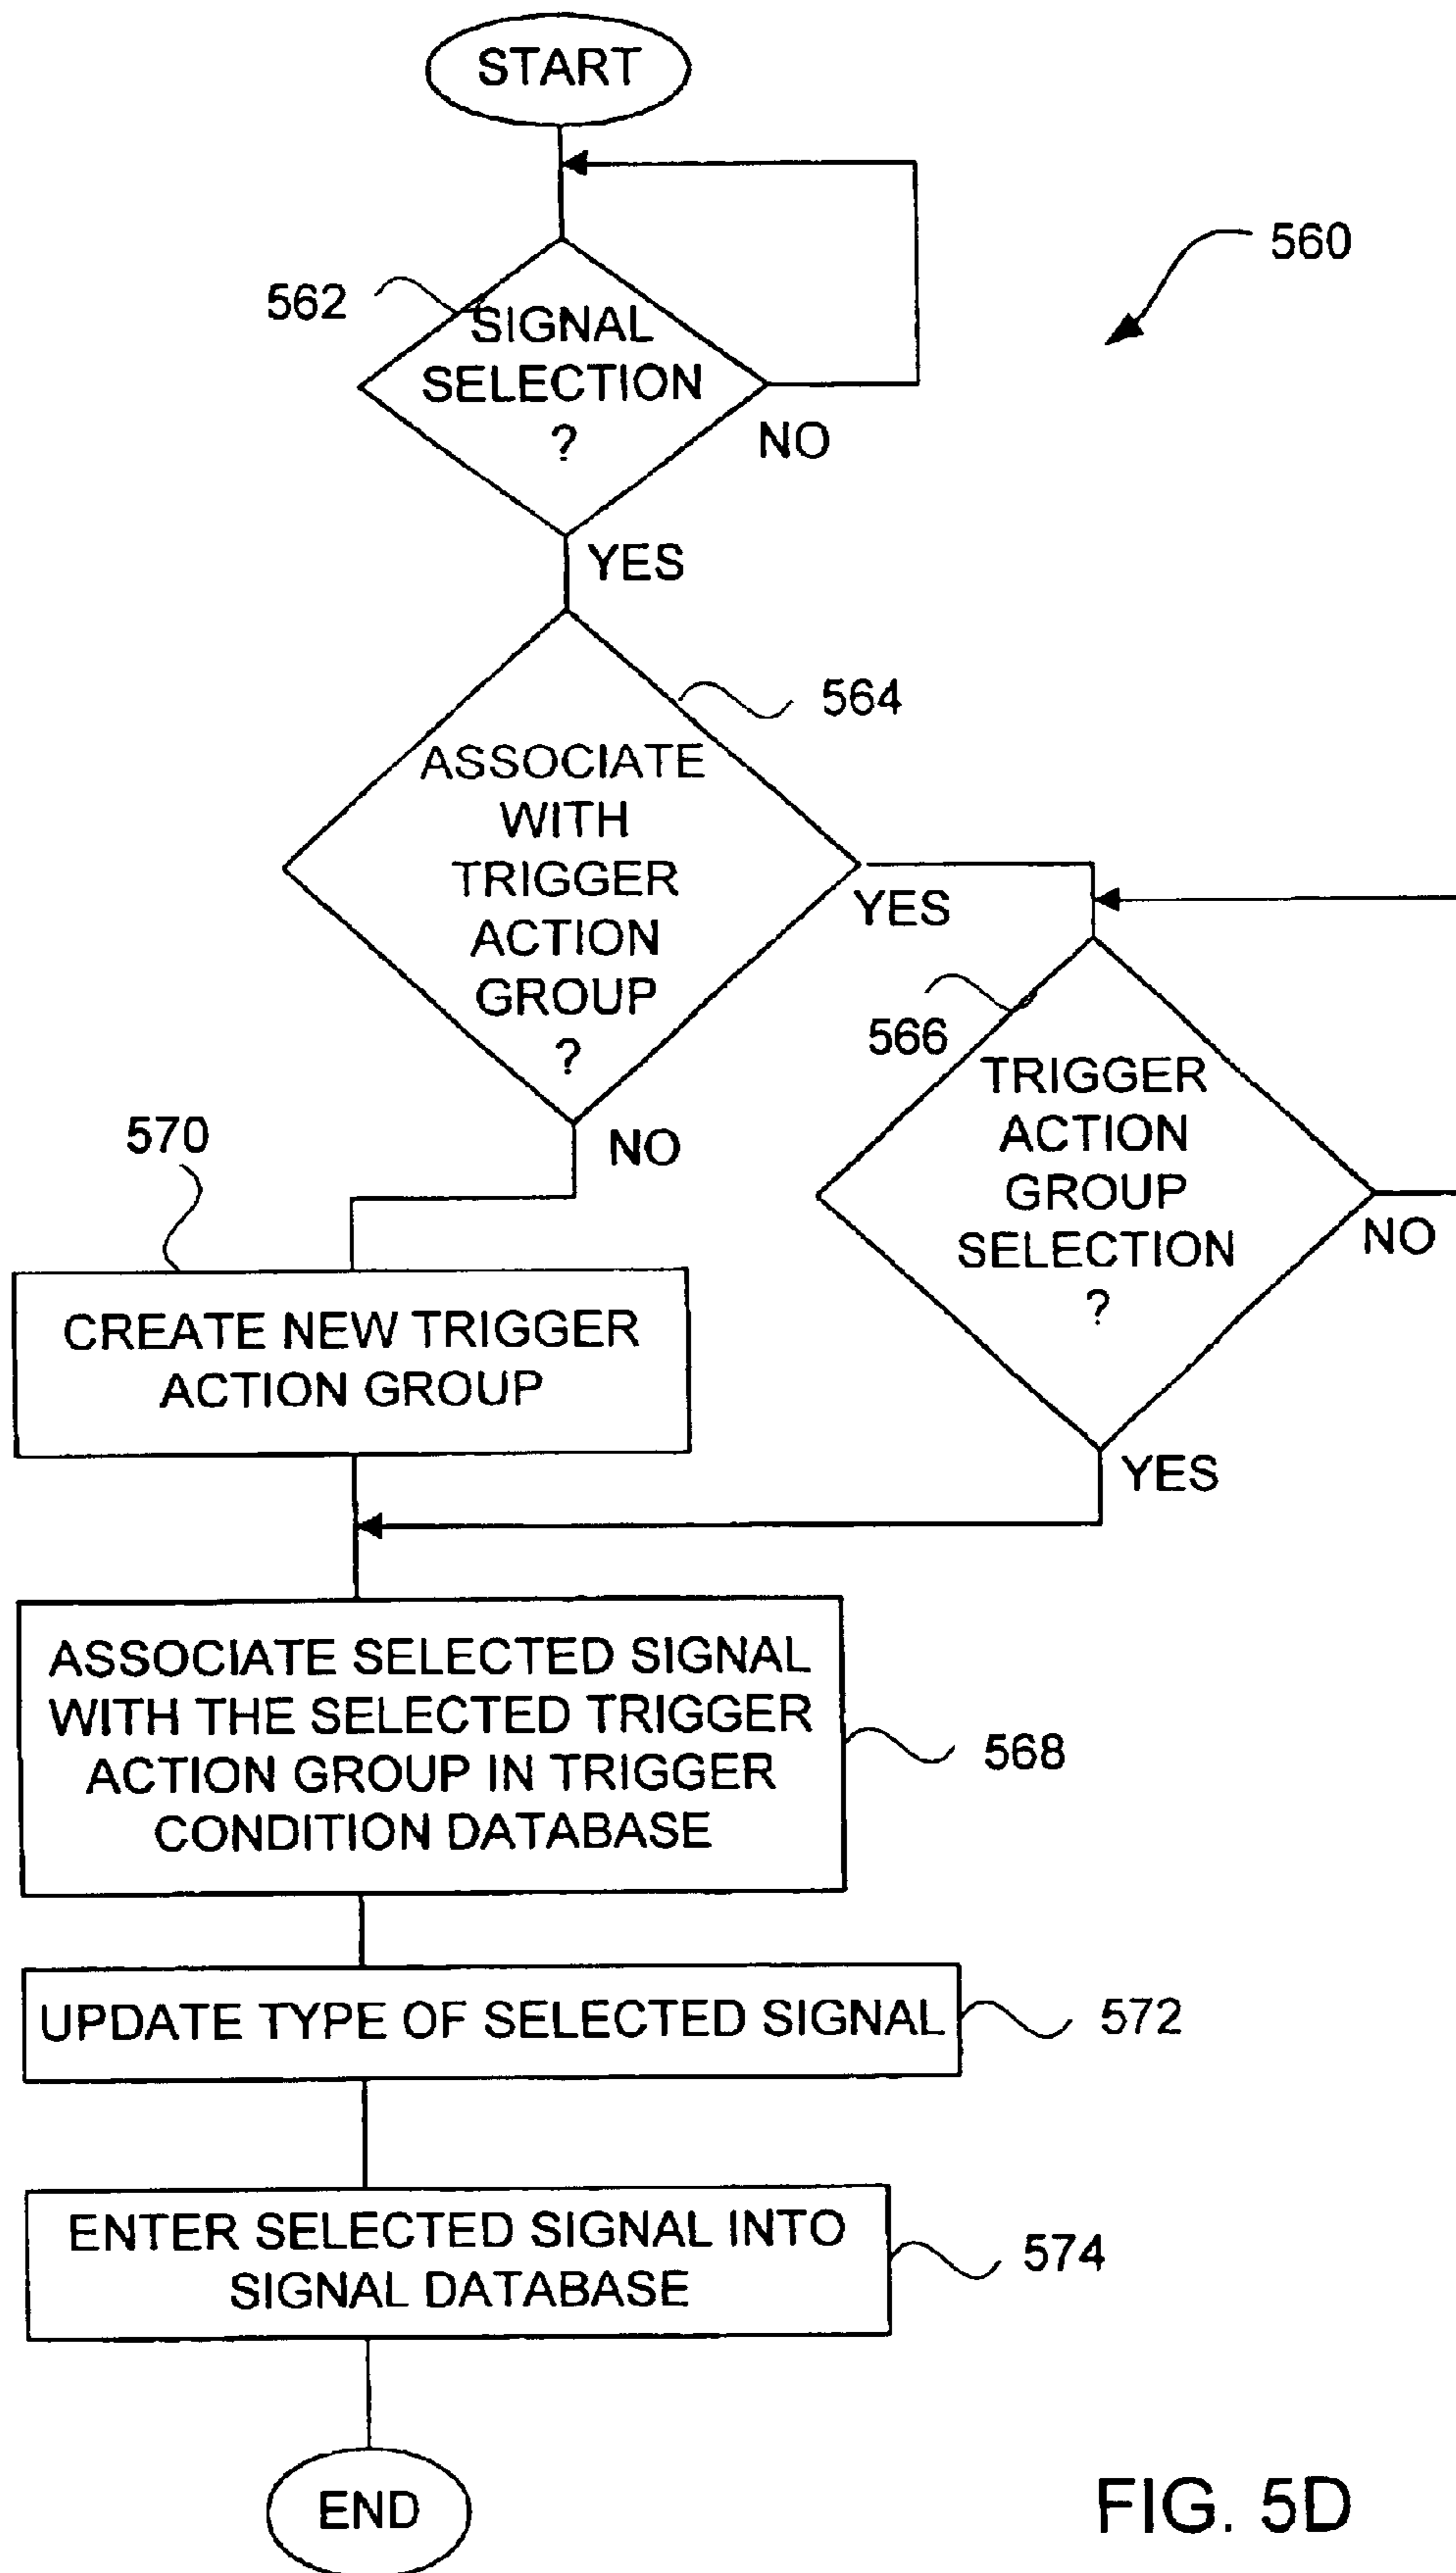 START
560
562
SIGNAL
SELECTION
?
NO
YES
564
ASSOCIATE
WITH
TRIGGER
ACTION
GROUP
?
YES
NO
566
TRIGGER
ACTION
GROUP
SELECTION
?
NO
YES
570
CREATE NEW TRIGGER
ACTION GROUP
ASSOCIATE SELECTED SIGNAL
WITH THE SELECTED TRIGGER
ACTION GROUP IN TRIGGER
CONDITION DATABASE
568
UPDATE TYPE OF SELECTED SIGNAL
572
ENTER SELECTED SIGNAL INTO
SIGNAL DATABASE
574
END
FIG. 5D